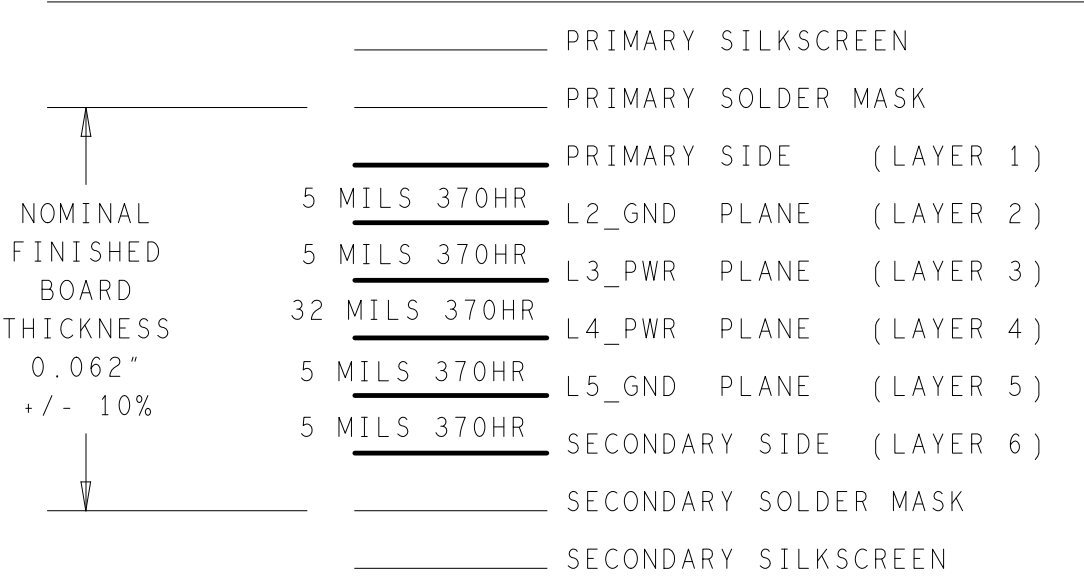 PRIMARY SILKSCREEN
PRIMARY SOLDER MASK
PRIMARY SIDE (LAYER 1)
5 MILS 370HR
L2_GND PLANE (LAYER 2)
5 MILS 370HR
L3_PWR PLANE (LAYER 3)
32 MILS 370HR
L4_PWR PLANE (LAYER 4)
5 MILS 370HR
L5_GND PLANE (LAYER 5)
5 MILS 370HR
SECONDARY SIDE (LAYER 6)
SECONDARY SOLDER MASK
SECONDARY SILKSCREEN
NOMINAL
FINISHED
BOARD
THICKNESS
0.062"
+/- 10%